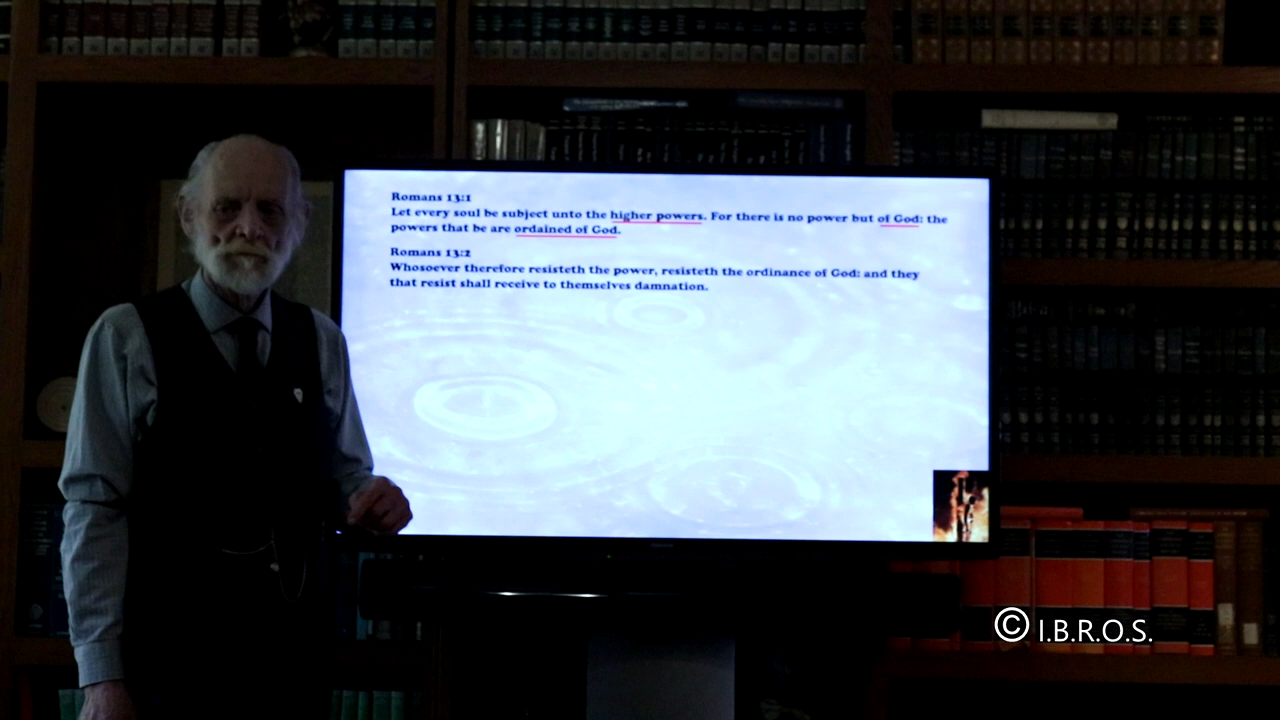 Romans 13:1
Let every soul be subject unto the higher powers. For there is no power but of God: the
powers that be are ordained of God.
Romans 13:2
Whosoever therefore resisteth the power, resisteth the ordinance of God: and they
that resist shall receive to themselves damnation.
© I.B.R.O.S.